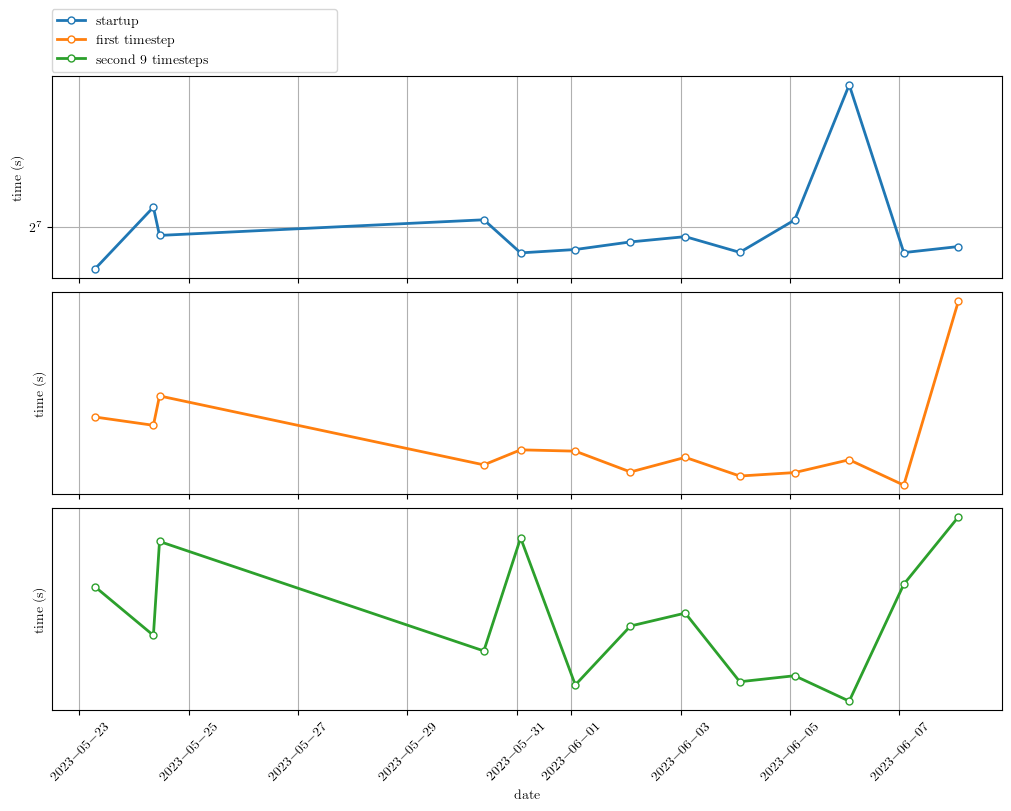 startup
first timestep
second 9 timesteps
time (s)
2⁷
time (s)
time (s)
2023−05−23
2023−05−25
2023−05−27
2023−05−29
2023−05−31
2023−06−01
2023−06−03
2023−06−05
2023−06−07
date